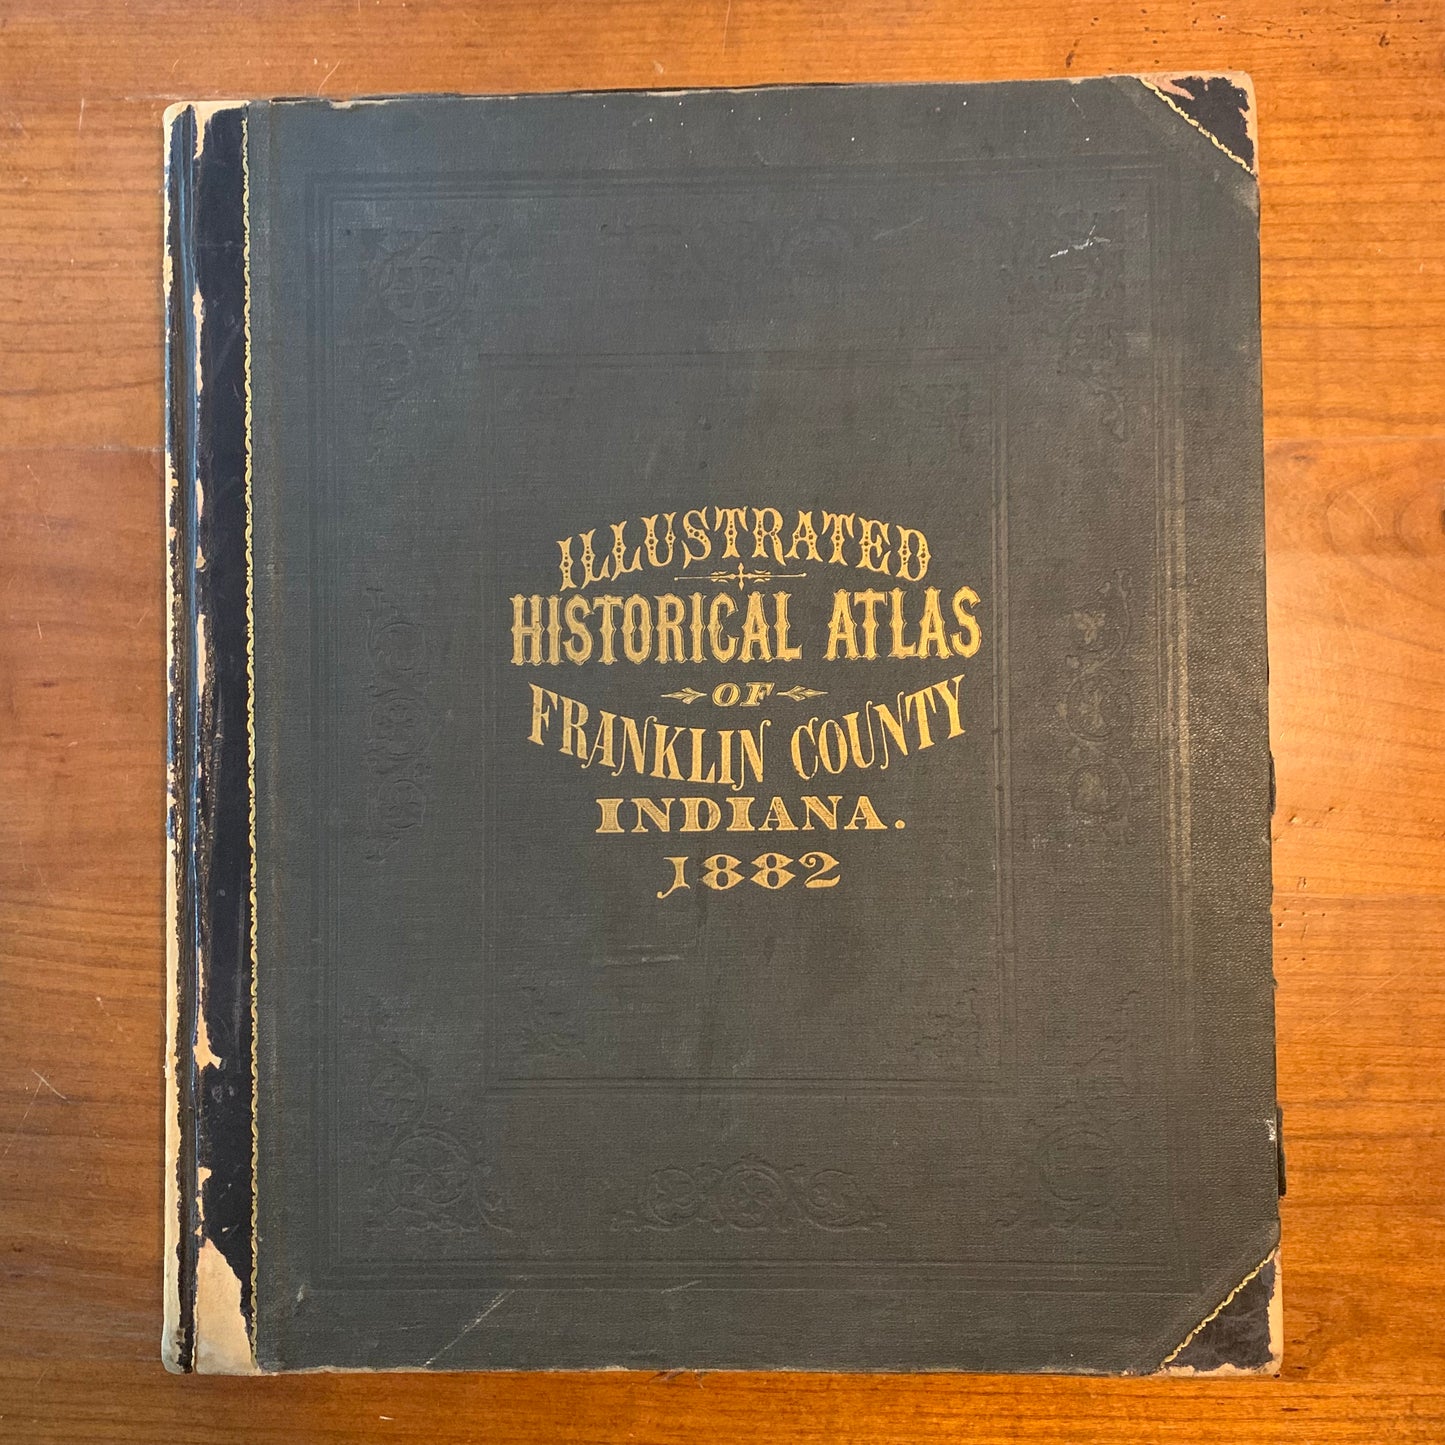 ILLUSTRATED
HISTORICAL ATLAS
OF
FRANKLIN COUNTY
INDIANA.
1882